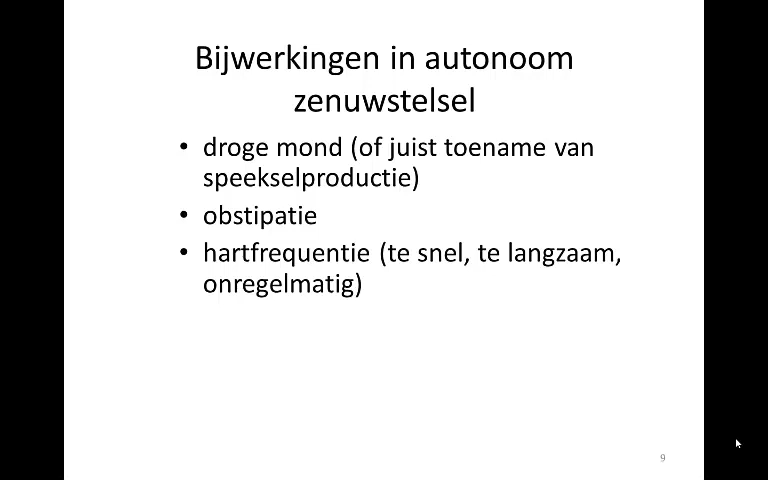 Bijwerkingen in autonoom
zenuwstelsel
• droge mond (of juist toename van
speekselproductie)
• obstipatie
• hartfrequentie (te snel, te langzaam,
onregelmatig)
9